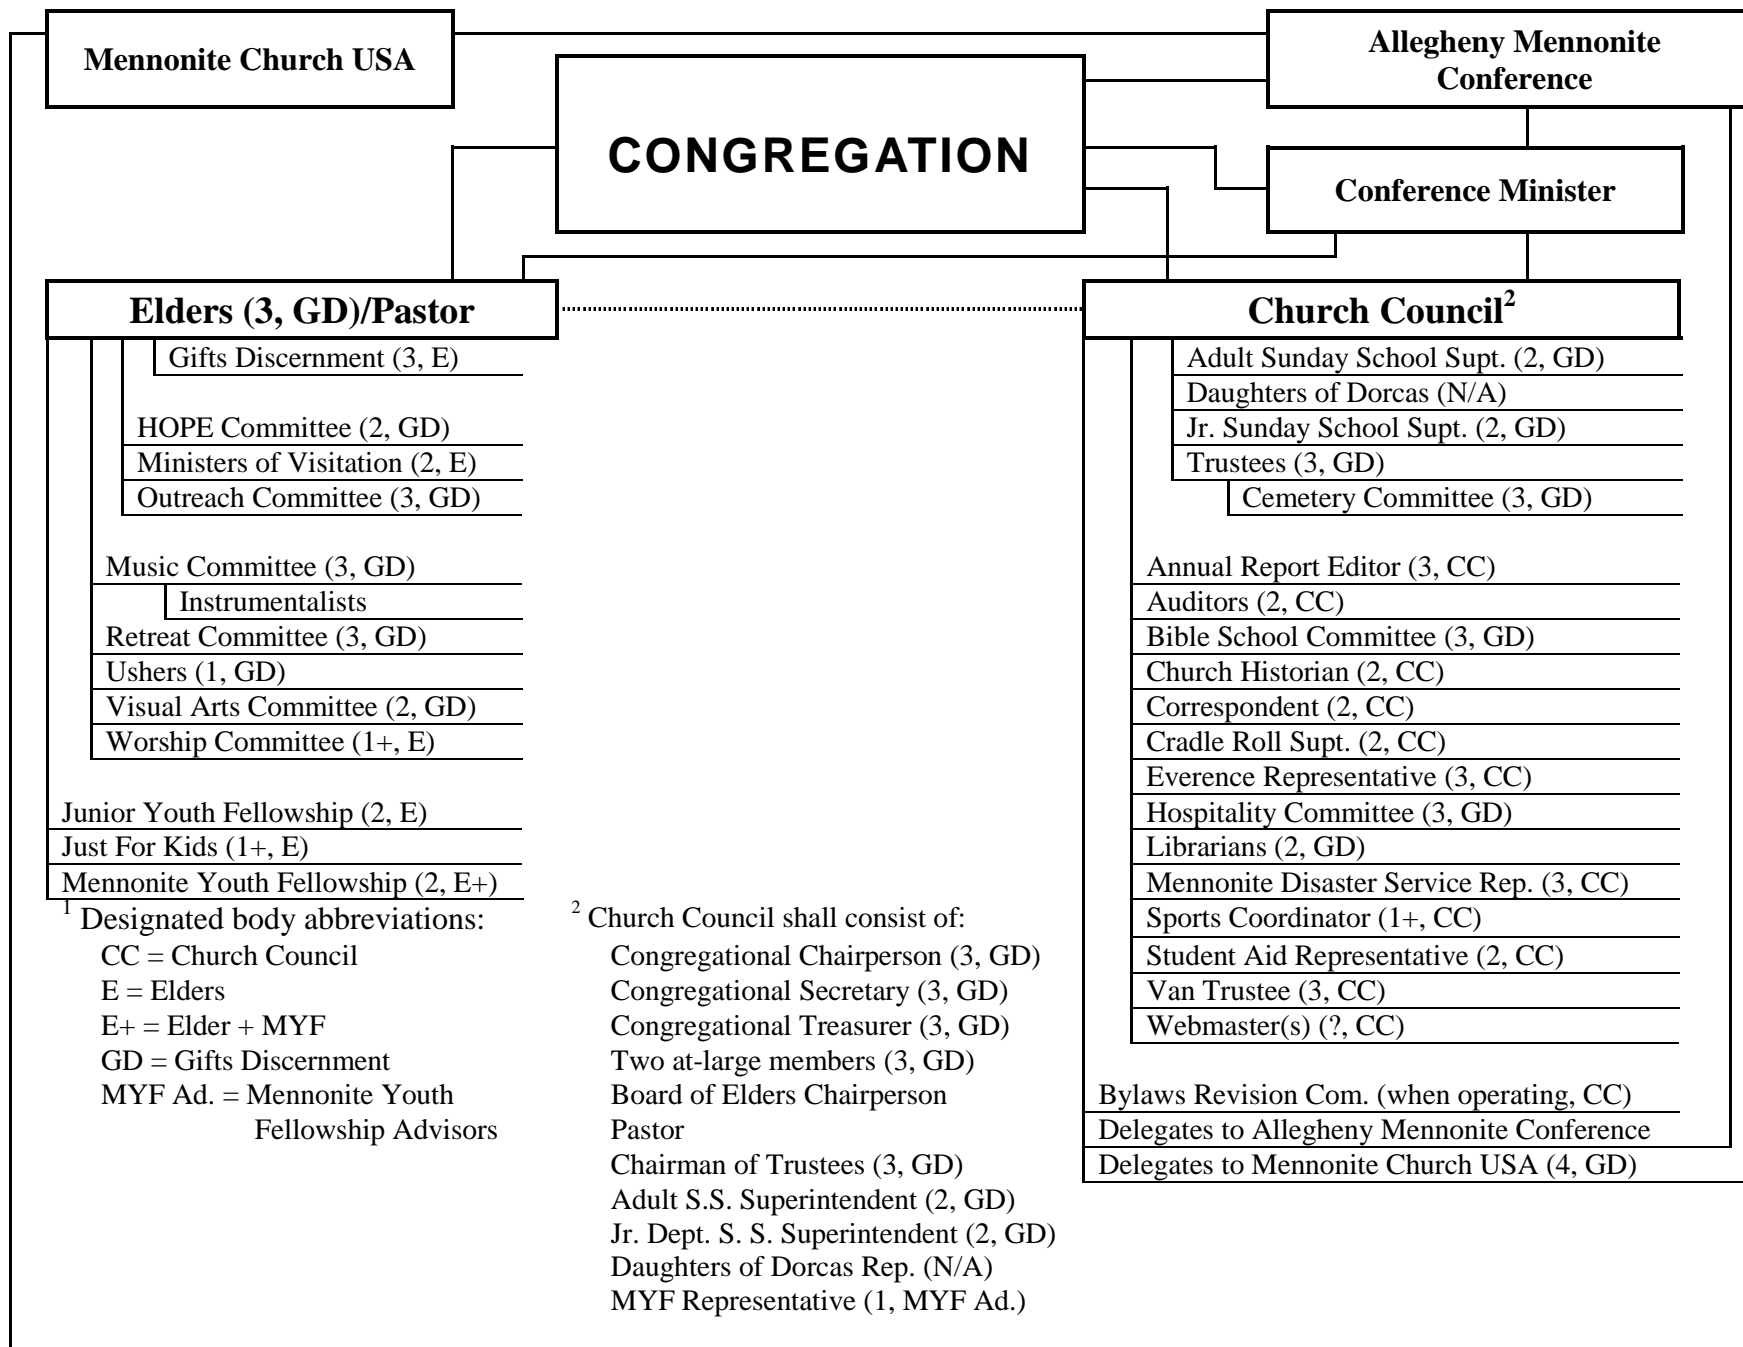 Mennonite Church USA
Allegheny Mennonite
Conference
CONGREGATION
Conference Minister
Elders (3, GD)/Pastor
Church Council2
Gifts Discernment (3, E)
HOPE Committee (2, GD)
Ministers of Visitation (2, E)
Outreach Committee (3, GD)
Music Committee (3, GD)
Instrumentalists
Retreat Committee (3, GD)
Ushers (1, GD)
Visual Arts Committee (2, GD)
Worship Committee (1+, E)
Junior Youth Fellowship (2, E)
Just For Kids (1+, E)
Mennonite Youth Fellowship (2, E+)
Adult Sunday School Supt. (2, GD)
Daughters of Dorcas (N/A)
Jr. Sunday School Supt. (2, GD)
Trustees (3, GD)
Cemetery Committee (3, GD)
Annual Report Editor (3, CC)
Auditors (2, CC)
Bible School Committee (3, GD)
Church Historian (2, CC)
Correspondent (2, CC)
Cradle Roll Supt. (2, CC)
Everence Representative (3, CC)
Hospitality Committee (3, GD)
Librarians (2, GD)
Mennonite Disaster Service Rep. (3, CC)
Sports Coordinator (1+, CC)
Student Aid Representative (2, CC)
Van Trustee (3, CC)
Webmaster(s) (?, CC)
Bylaws Revision Com. (when operating, CC)
Delegates to Allegheny Mennonite Conference
Delegates to Mennonite Church USA (4, GD)
1 Designated body abbreviations:
CC = Church Council
E = Elders
E+ = Elder + MYF
GD = Gifts Discernment
MYF Ad. = Mennonite Youth
Fellowship Advisors
2 Church Council shall consist of:
Congregational Chairperson (3, GD)
Congregational Secretary (3, GD)
Congregational Treasurer (3, GD)
Two at-large members (3, GD)
Board of Elders Chairperson
Pastor
Chairman of Trustees (3, GD)
Adult S.S. Superintendent (2, GD)
Jr. Dept. S. S. Superintendent (2, GD)
Daughters of Dorcas Rep. (N/A)
MYF Representative (1, MYF Ad.)